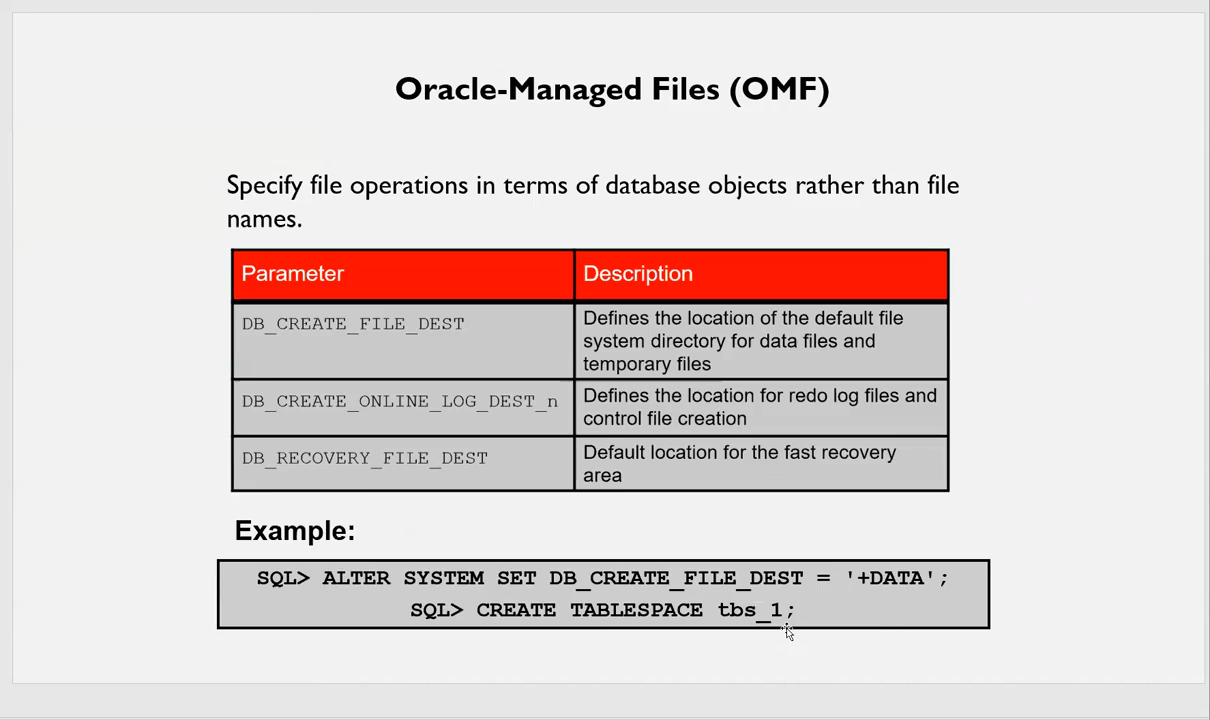 Oracle-Managed Files (OMF)
Specify file operations in terms of database objects rather than file
names.
Parameter
Description
DB_CREATE_FILE_DEST
Defines the location of the default file
system directory for data files and
temporary files
DB_CREATE_ONLINE_LOG_DEST_n
Defines the location for redo log files and
control file creation
DB_RECOVERY_FILE_DEST
Default location for the fast recovery
area
Example:
SQL> ALTER SYSTEM SET DB_CREATE_FILE_DEST = '+DATA';
SQL> CREATE TABLESPACE tbs_1;